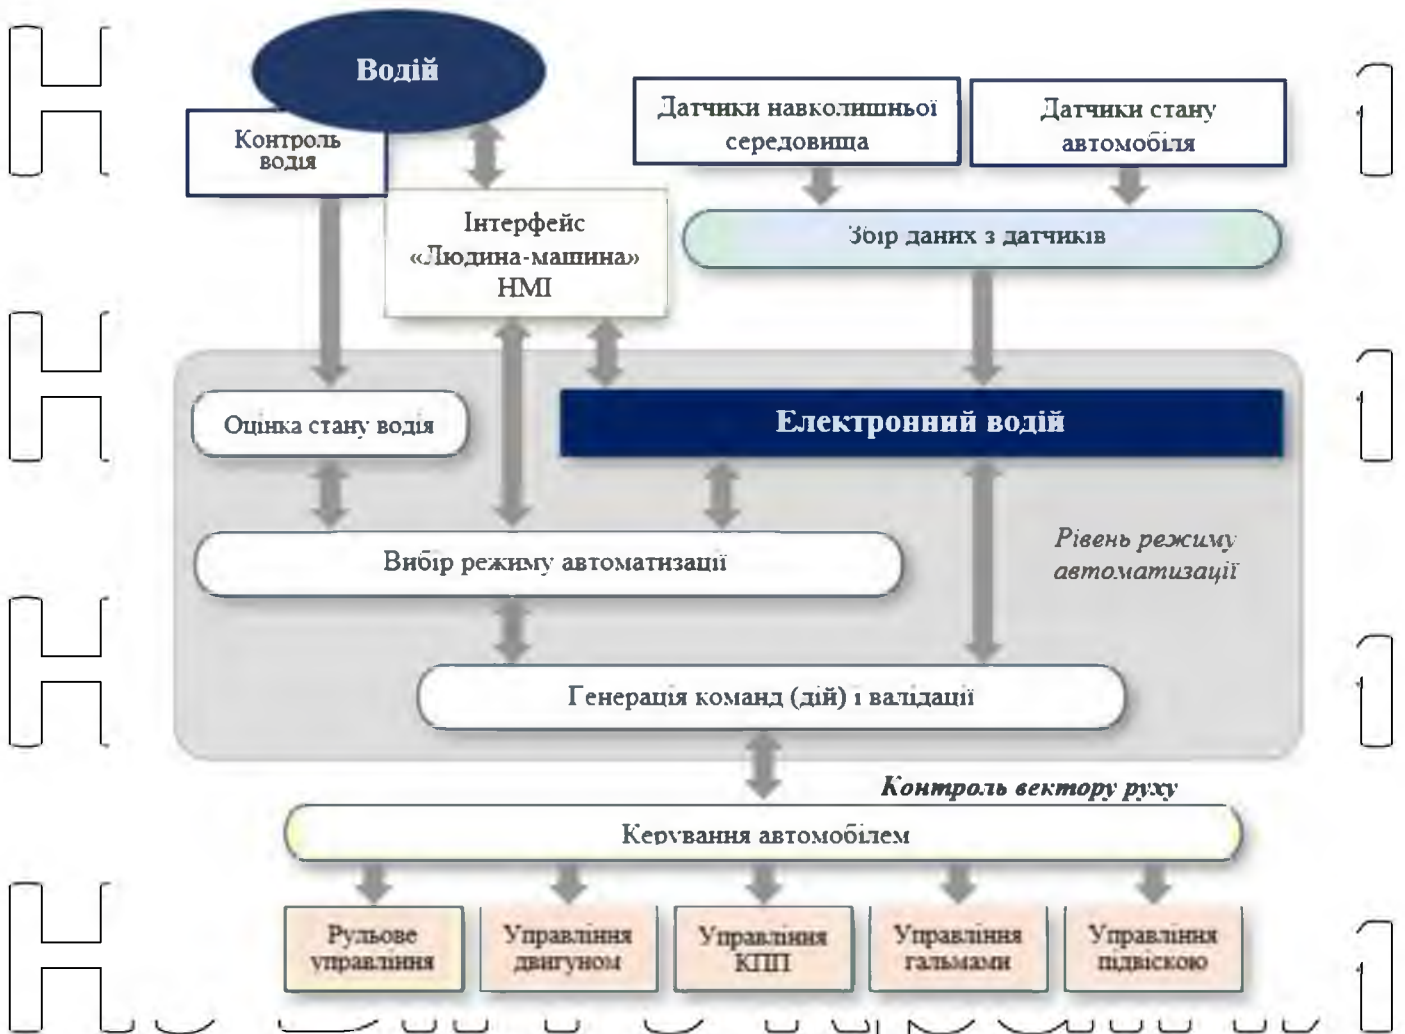 Водій
Контроль
водія
Датчики навколишньої
середовища
Датчики стану
автомобіля
Інтерфейс
«Людина-машина»
HMI
Збір даних з датчиків
Оцінка стану водія
Електронний водій
Вибір режиму автоматизації
Рівень режиму
автоматизації
Генерація команд (дій) і валідації
Контроль вектору руху
Керування автомобілем
Рульове
управління
Управління
двигуном
Управління
КПП
Управління
гальмами
Управління
підвіскою